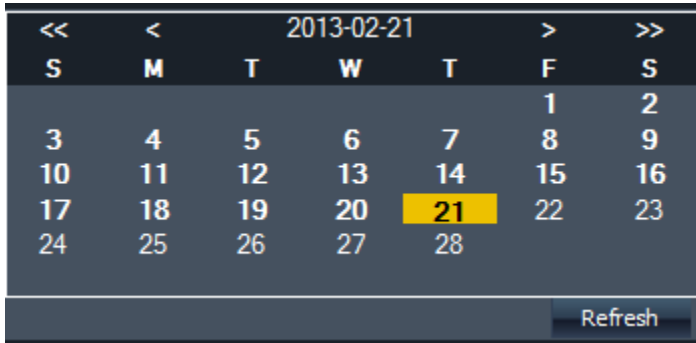 << < 2013-02-21 > >>
S M T W T F S
1 2
3 4 5 6 7 8 9
10 11 12 13 14 15 16
17 18 19 20 21 22 23
24 25 26 27 28
Refresh